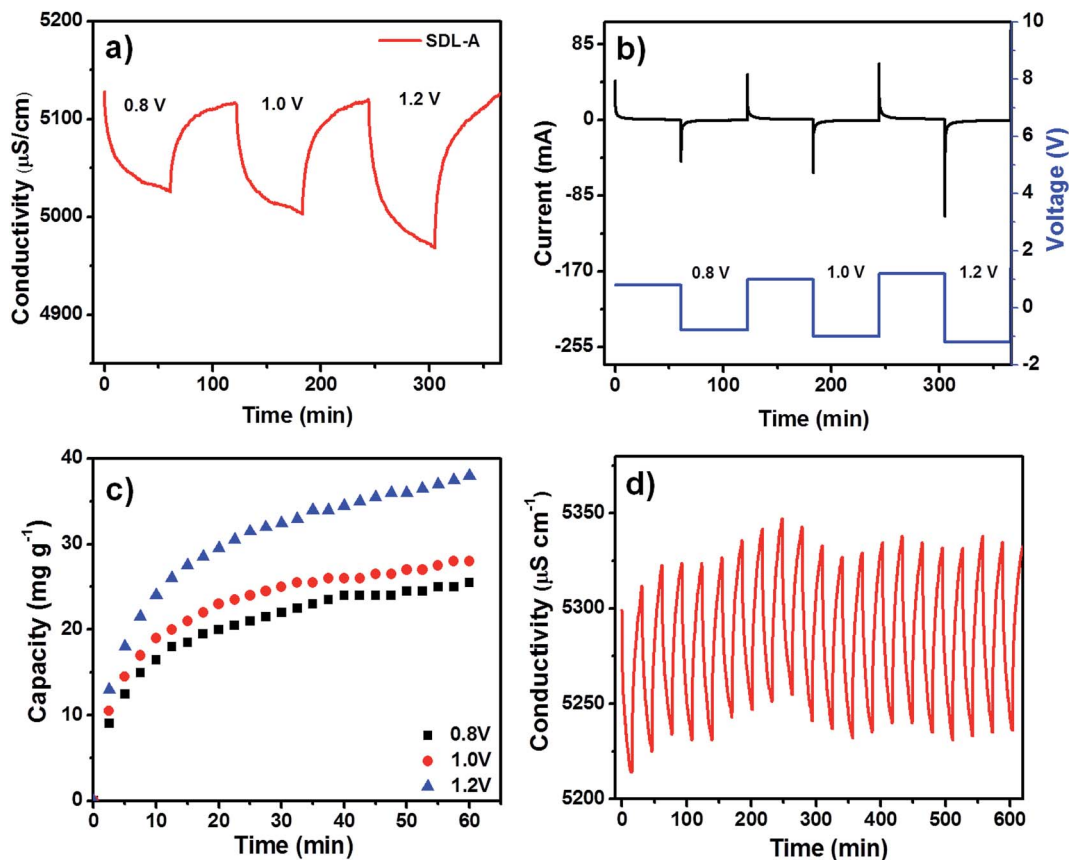 a)
SDL-A
0.8 V
1.0 V
1.2 V
5200
5100
5000
4900
Conductivity (μS/cm)
0
100
200
300
Time (min)
b)
85
0
-85
-170
-255
Current (mA)
10
8
6
4
2
0
-2
Voltage (V)
0.8 V
1.0 V
1.2 V
0
100
200
300
Time (min)
c)
40
30
20
10
0
Capacity (mg g⁻¹)
0.8V
1.0V
1.2V
0
10
20
30
40
50
60
Time (min)
d)
5350
5300
5250
5200
Conductivity (μS cm⁻¹)
0
100
200
300
400
500
600
Time (min)